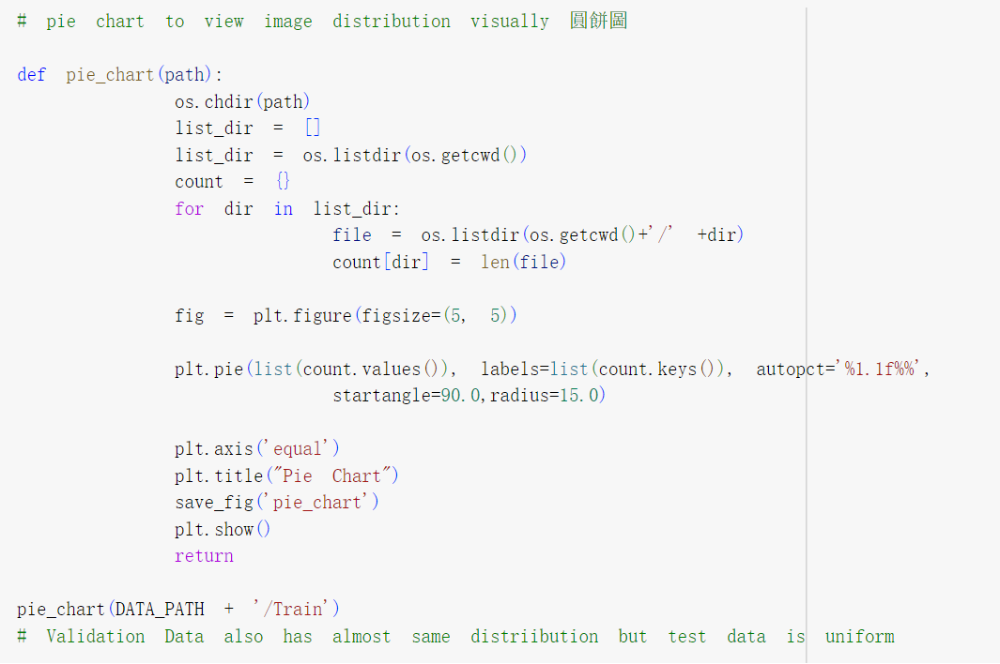 # pie chart to view image distribution visually 圓餅圖
def pie_chart(path):
os.chdir(path)
list_dir = []
list_dir = os.listdir(os.getcwd())
count = {}
for dir in list_dir:
file = os.listdir(os.getcwd()+'/' +dir)
count[dir] = len(file)
fig = plt.figure(figsize=(5, 5))
plt.pie(list(count.values()), labels=list(count.keys()), autopct='%1.1f%%',
startangle=90.0,radius=15.0)
plt.axis('equal')
plt.title("Pie Chart")
save_fig('pie_chart')
plt.show()
return
pie_chart(DATA_PATH + '/Train')
# Validation Data also has almost same distriibution but test data is uniform